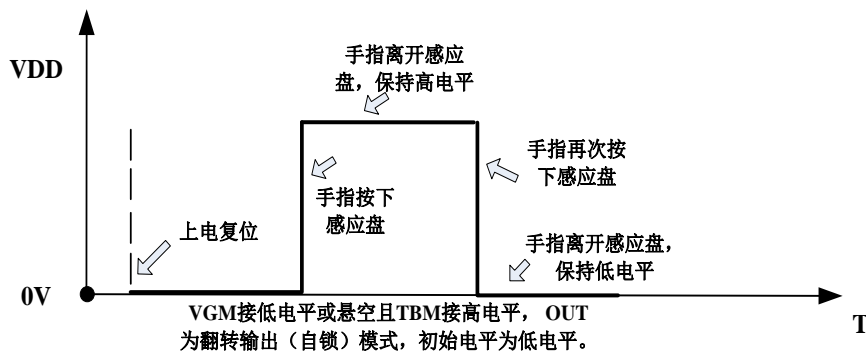 手指离开感应
盘，保持高电平
VDD
手指再次按
下感应盘
手指按下
感应盘
上电复位
手指离开感应盘，
保持低电平
0V
VGM接低电平或悬空且TBM接高电平， OUT
为翻转输出（自锁）模式，初始电平为低电平。
T